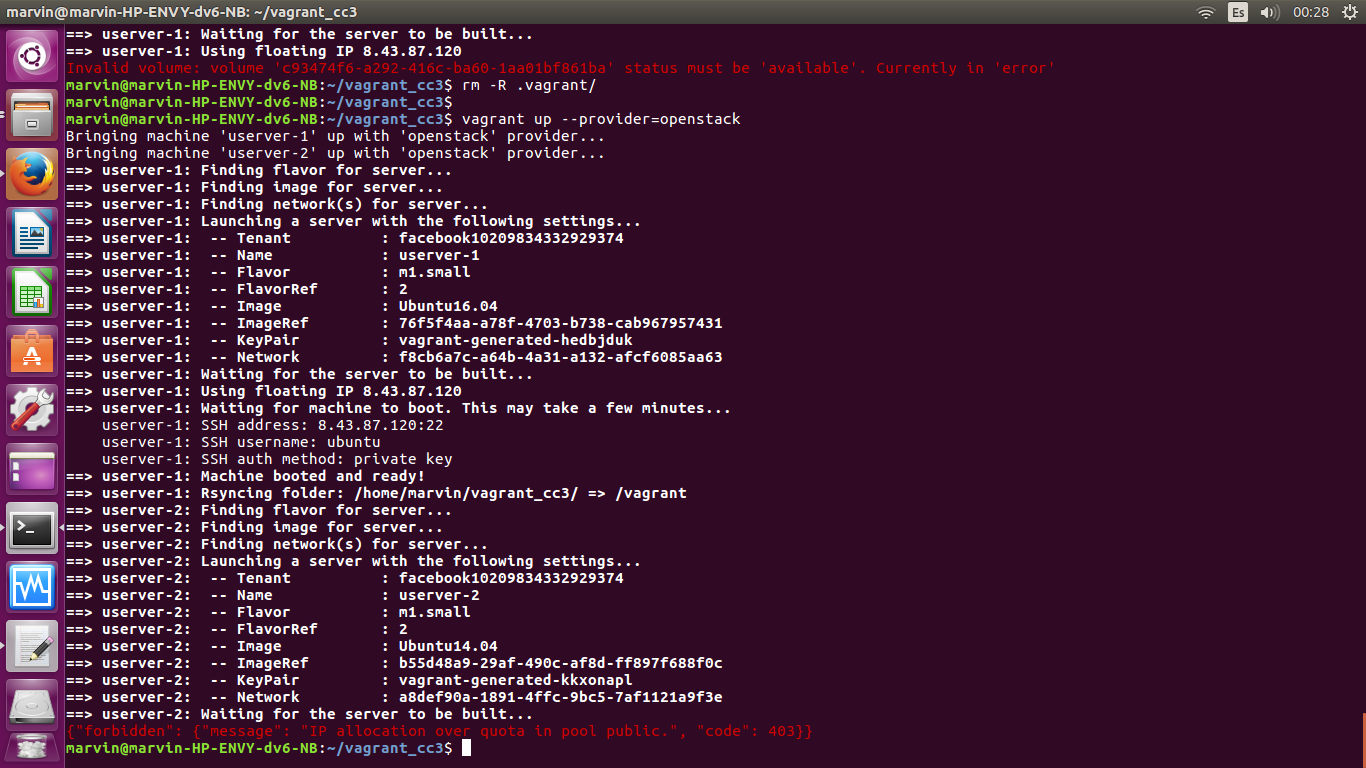 marvin@marvin-HP-ENVY-dv6-NB: ~/vagrant_cc3
Es
00:28
==> userver-1: Waiting for the server to be built...
==> userver-1: Using floating IP 8.43.87.120
Invalid volume: volume 'c93474f6-a292-416c-ba60-1aa01bf861ba' status must be 'available'. Currently in 'error'
marvin@marvin-HP-ENVY-dv6-NB:~/vagrant_cc3$ rm -R .vagrant/
marvin@marvin-HP-ENVY-dv6-NB:~/vagrant_cc3$
marvin@marvin-HP-ENVY-dv6-NB:~/vagrant_cc3$ vagrant up --provider=openstack
Bringing machine 'userver-1' up with 'openstack' provider...
Bringing machine 'userver-2' up with 'openstack' provider...
==> userver-1: Finding flavor for server...
==> userver-1: Finding image for server...
==> userver-1: Finding network(s) for server...
==> userver-1: Launching a server with the following settings...
==> userver-1:  -- Tenant          : facebook10209834332929374
==> userver-1:  -- Name            : userver-1
==> userver-1:  -- Flavor          : m1.small
==> userver-1:  -- FlavorRef       : 2
==> userver-1:  -- Image           : Ubuntu16.04
==> userver-1:  -- ImageRef        : 76f5f4aa-a78f-4703-b738-cab967957431
==> userver-1:  -- KeyPair         : vagrant-generated-hedbjduk
==> userver-1:  -- Network         : f8cb6a7c-a64b-4a31-a132-afcf6085aa63
==> userver-1: Waiting for the server to be built...
==> userver-1: Using floating IP 8.43.87.120
==> userver-1: Waiting for machine to boot. This may take a few minutes...
    userver-1: SSH address: 8.43.87.120:22
    userver-1: SSH username: ubuntu
    userver-1: SSH auth method: private key
==> userver-1: Machine booted and ready!
==> userver-1: Rsyncing folder: /home/marvin/vagrant_cc3/ => /vagrant
==> userver-2: Finding flavor for server...
==> userver-2: Finding image for server...
==> userver-2: Finding network(s) for server...
==> userver-2: Launching a server with the following settings...
==> userver-2:  -- Tenant          : facebook10209834332929374
==> userver-2:  -- Name            : userver-2
==> userver-2:  -- Flavor          : m1.small
==> userver-2:  -- FlavorRef       : 2
==> userver-2:  -- Image           : Ubuntu14.04
==> userver-2:  -- ImageRef        : b55d48a9-29af-490c-af8d-ff897f688f0c
==> userver-2:  -- KeyPair         : vagrant-generated-kkxonapl
==> userver-2:  -- Network         : a8def90a-1891-4ffc-9bc5-7af1121a9f3e
==> userver-2: Waiting for the server to be built...
{"forbidden": {"message": "IP allocation over quota in pool public.", "code": 403}}
marvin@marvin-HP-ENVY-dv6-NB:~/vagrant_cc3$